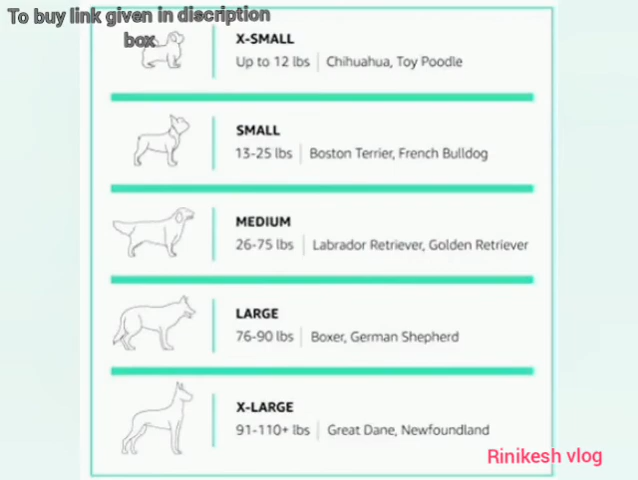 To buy link given in discription
box
X-SMALL
Up to 12 lbs | Chihuahua, Toy Poodle
SMALL
13-25 lbs | Boston Terrier, French Bulldog
MEDIUM
26-75 lbs | Labrador Retriever, Golden Retriever
LARGE
76-90 lbs | Boxer, German Shepherd
X-LARGE
91-110+ lbs | Great Dane, Newfoundland
Rinikesh vlog